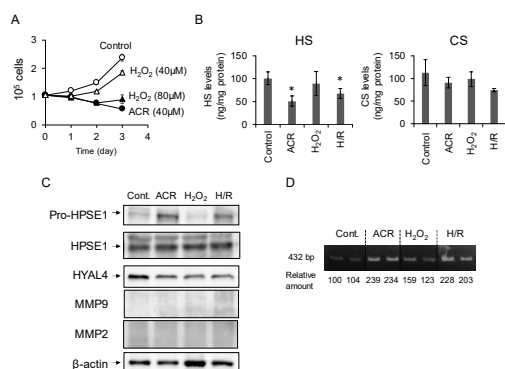 A
Control
H₂O₂ (40μM)
H₂O₂ (80μM)
ACR (40μM)
10⁵ cells
3
2
1
0
0 1 2 3 4
Time (day)
B
HS
HS levels
(ng/mg protein)
150
100
50
0
* *
Control ACR H₂O₂ H/R
CS
CS levels
(ng/mg protein)
150
100
50
0
Control ACR H₂O₂ H/R
C
Cont. ACR H₂O₂ H/R
Pro-HPSE1
HPSE1
HYAL4
MMP9
MMP2
β-actin
D
Cont. ACR H₂O₂ H/R
432 bp
Relative
amount
100 104 239 234 159 123 228 203